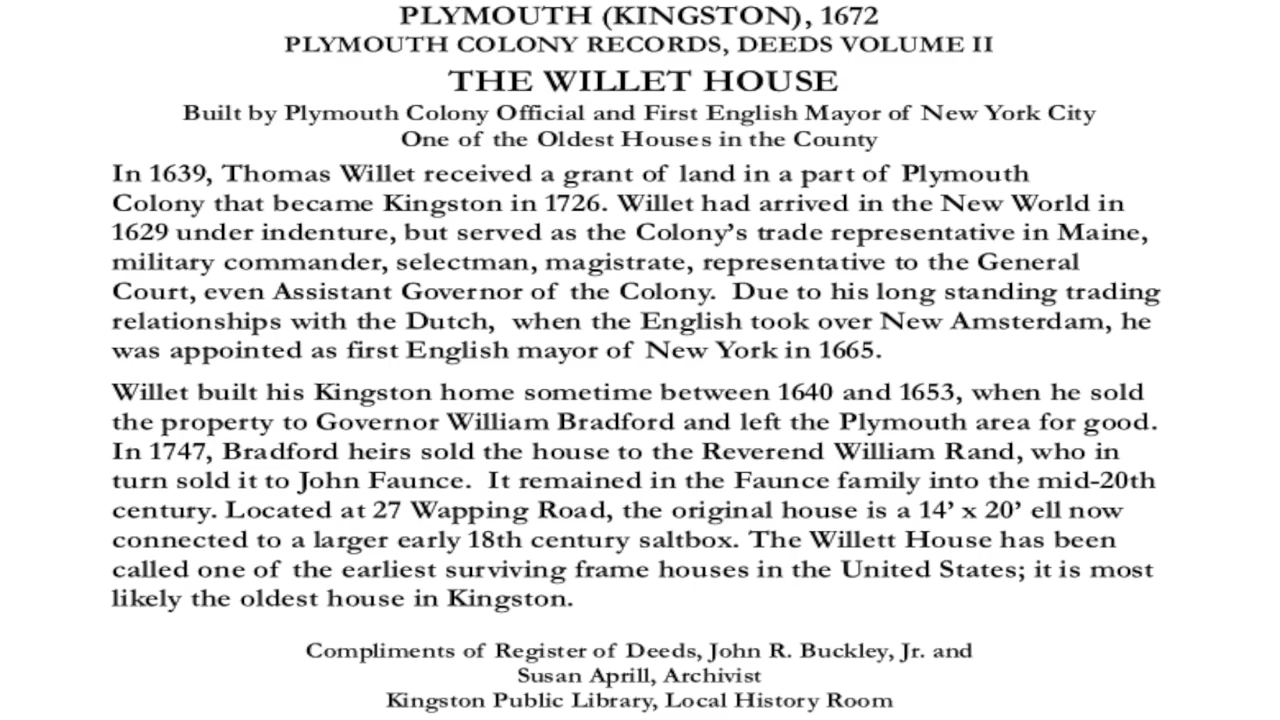 PLYMOUTH (KINGSTON), 1672
PLYMOUTH COLONY RECORDS, DEEDS VOLUME II
THE WILLET HOUSE
Built by Plymouth Colony Official and First English Mayor of New York City
One of the Oldest Houses in the County
In 1639, Thomas Willet received a grant of land in a part of Plymouth
Colony that became Kingston in 1726. Willet had arrived in the New World in
1629 under indenture, but served as the Colony’s trade representative in Maine,
military commander, selectman, magistrate, representative to the General
Court, even Assistant Governor of the Colony.  Due to his long standing trading
relationships with the Dutch,  when the English took over New Amsterdam, he
was appointed as first English mayor of New York in 1665.
Willet built his Kingston home sometime between 1640 and 1653, when he sold
the property to Governor William Bradford and left the Plymouth area for good.
In 1747, Bradford heirs sold the house to the Reverend William Rand, who in
turn sold it to John Faunce.  It remained in the Faunce family into the mid-20th
century. Located at 27 Wapping Road, the original house is a 14’ x 20’ ell now
connected to a larger early 18th century saltbox. The Willett House has been
called one of the earliest surviving frame houses in the United States; it is most
likely the oldest house in Kingston.
Compliments of Register of Deeds, John R. Buckley, Jr. and
Susan Aprill, Archivist
Kingston Public Library, Local History Room